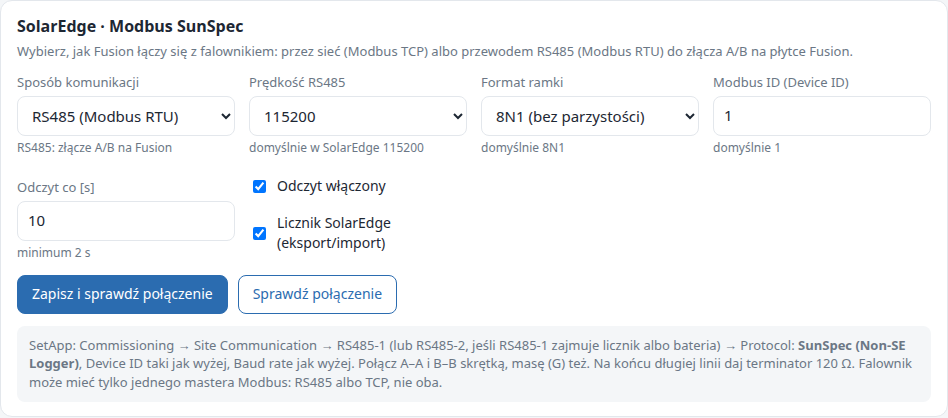 SolarEdge · Modbus SunSpec
Wybierz, jak Fusion łączy się z falownikiem: przez sieć (Modbus TCP) albo przewodem RS485 (Modbus RTU) do złącza A/B na płytce Fusion.
Sposób komunikacji
RS485 (Modbus RTU)
RS485: złącze A/B na Fusion
Prędkość RS485
115200
domyślnie w SolarEdge 115200
Format ramki
8N1 (bez parzystości)
domyślnie 8N1
Modbus ID (Device ID)
1
domyślnie 1
Odczyt co [s]
10
minimum 2 s
Odczyt włączony
Licznik SolarEdge
(eksport/import)
Zapisz i sprawdź połączenie
Sprawdź połączenie
SetApp: Commissioning → Site Communication → RS485-1 (lub RS485-2, jeśli RS485-1 zajmuje licznik albo bateria) → Protocol: SunSpec (Non-SE
Logger), Device ID taki jak wyżej, Baud rate jak wyżej. Połącz A–A i B–B skrętką, masę (G) też. Na końcu długiej linii daj terminator 120 Ω. Falownik
może mieć tylko jednego mastera Modbus: RS485 albo TCP, nie oba.